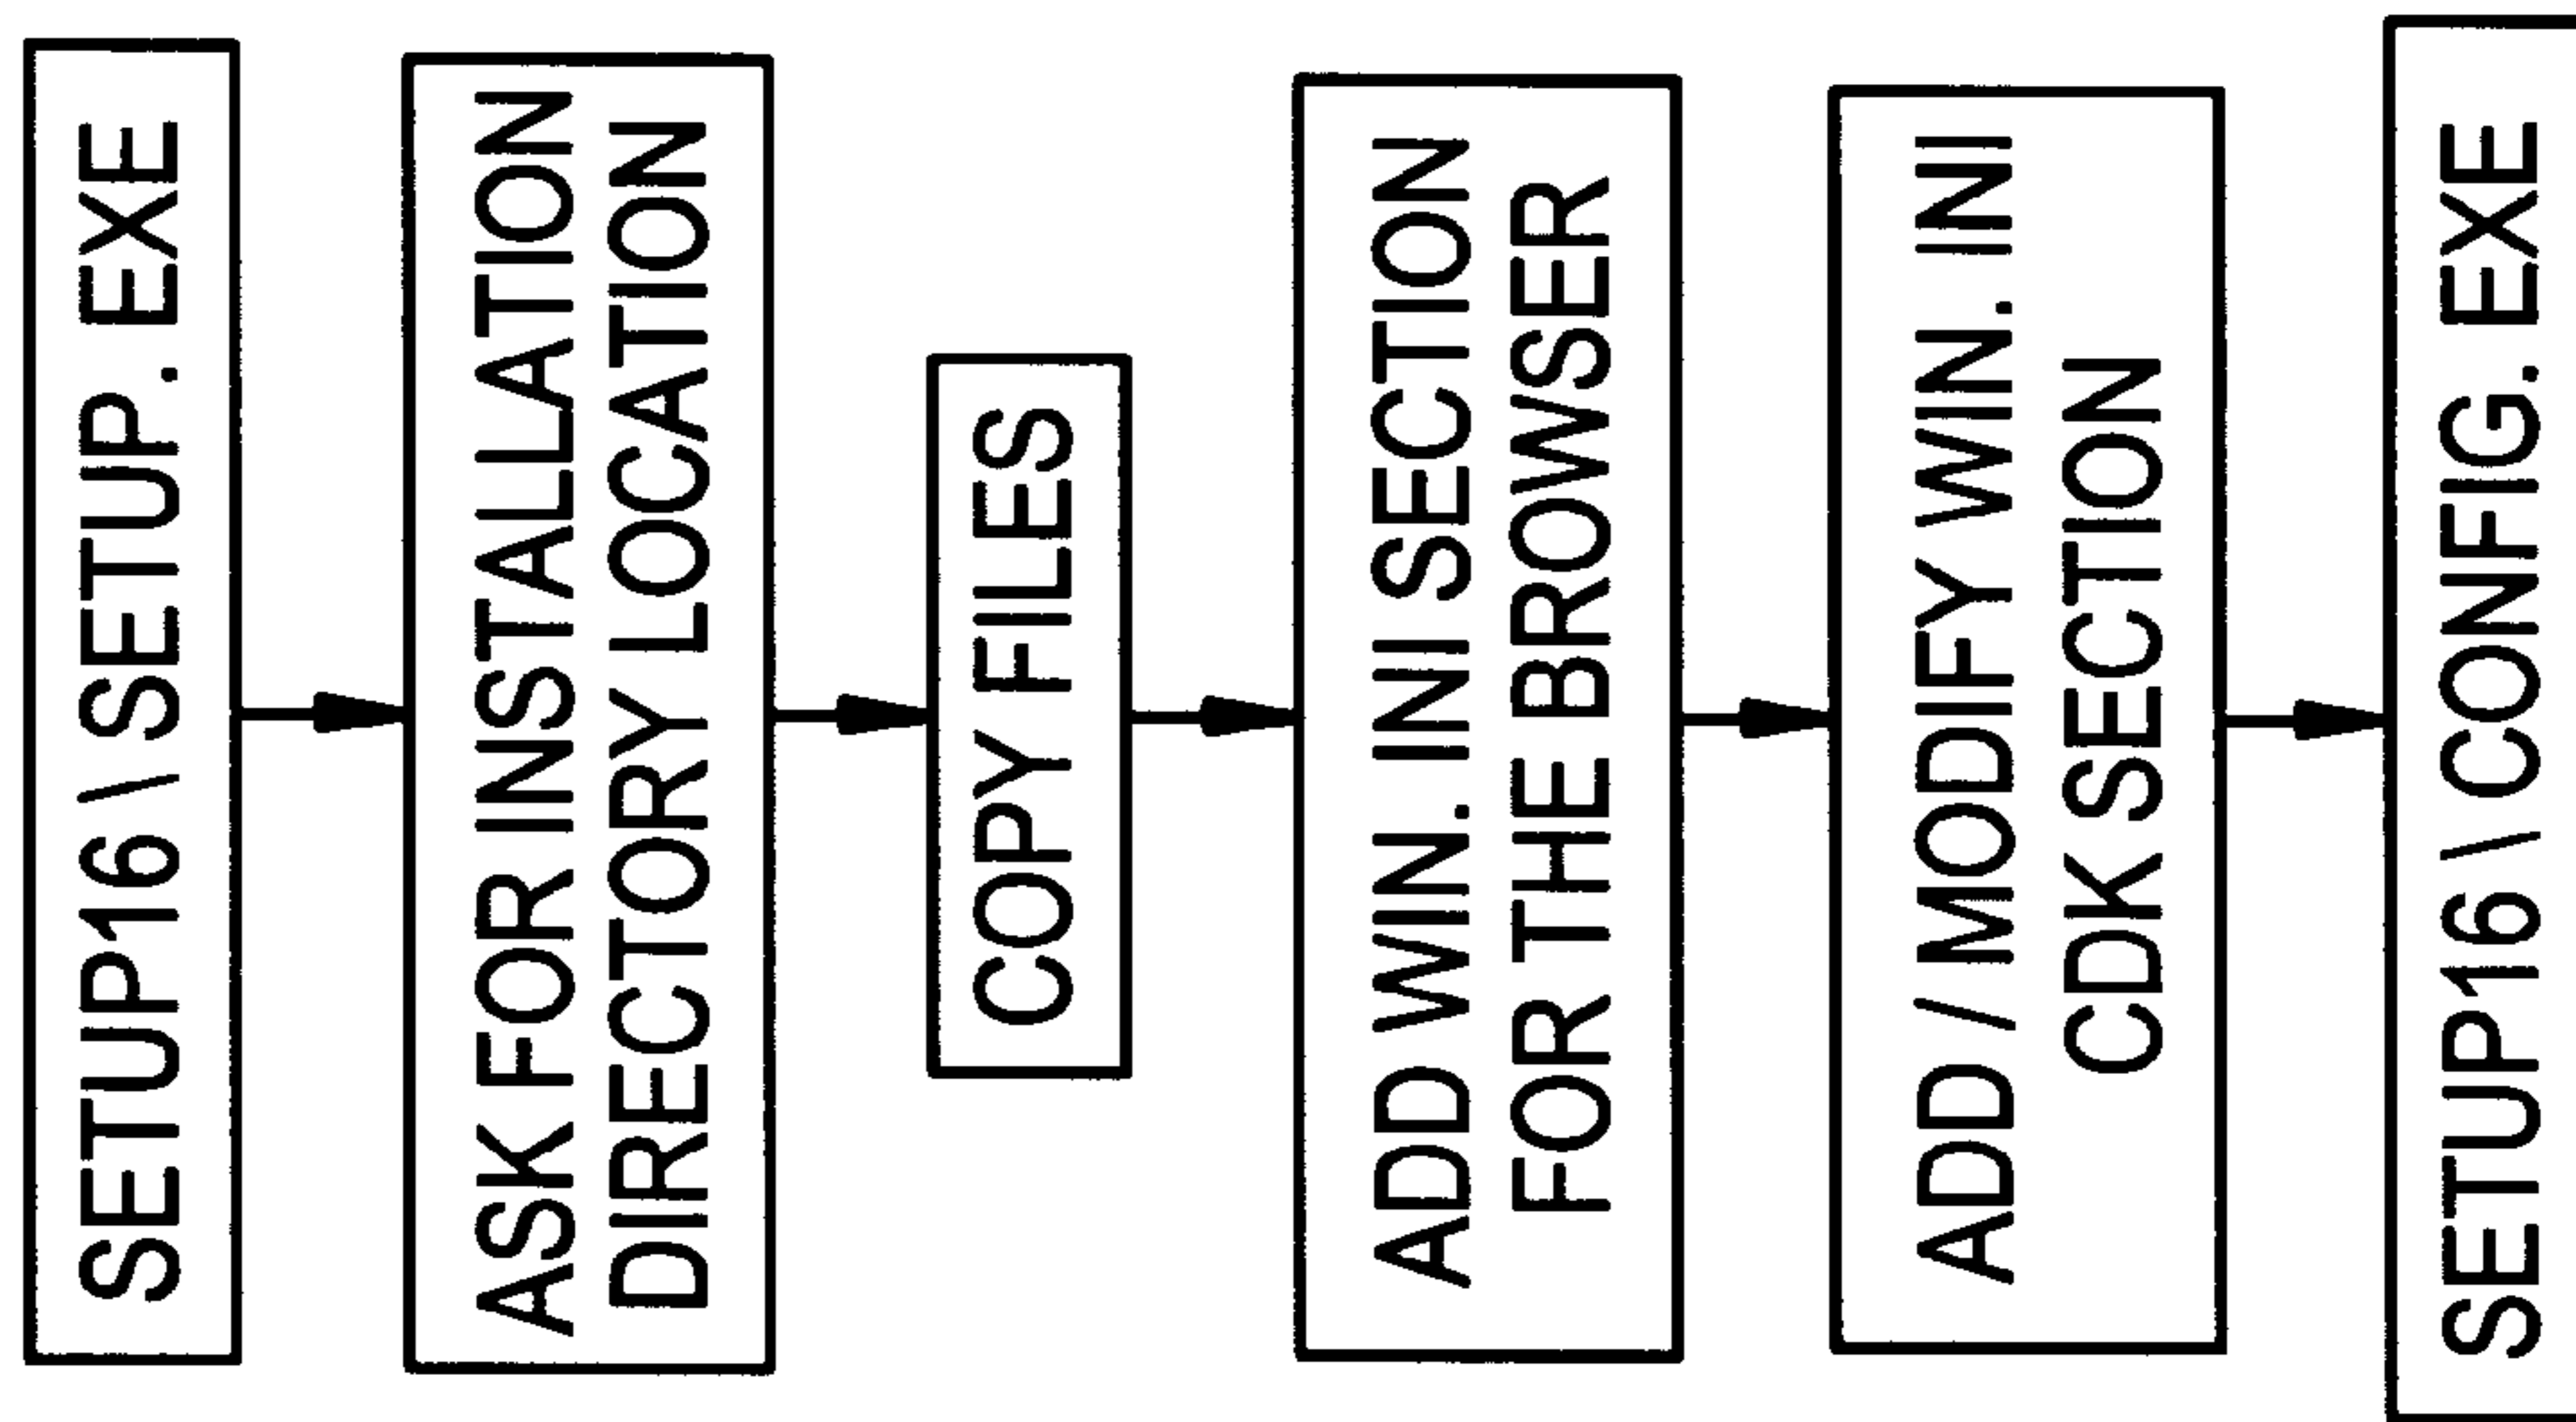 SETUP16 \ SETUP. EXE
ASK FOR INSTALLATION
DIRECTORY LOCATION
COPY FILES
ADD WIN. INI SECTION
FOR THE BROWSER
ADD / MODIFY WIN. INI
CDK SECTION
SETUP16 \ CONFIG. EXE